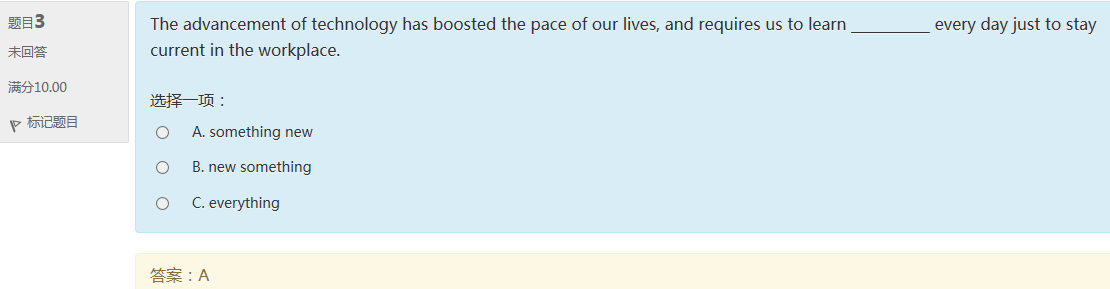 题目3
未回答
满分10.00
标记题目
The advancement of technology has boosted the pace of our lives, and requires us to learn ___________ every day just to stay
current in the workplace.
选择一项：
A. something new
B. new something
C. everything
答案：A